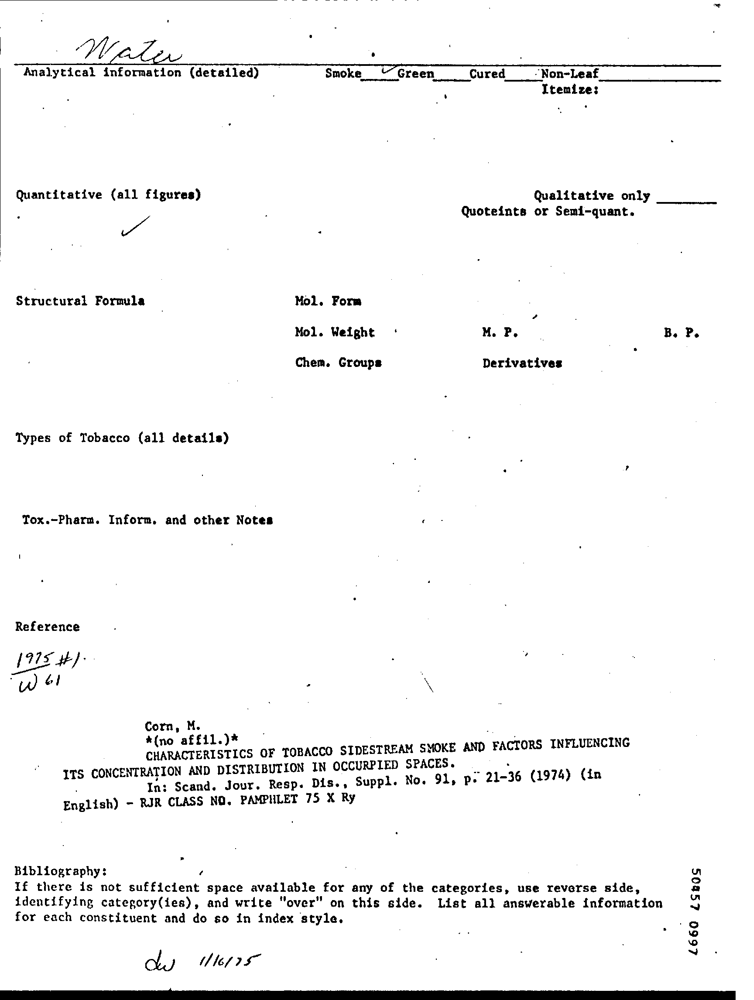 Water
Analytical information (detailed) Smoke ✓ Green Cured Non-Leaf
Itemize:
Quantitative (all figures) Qualitative only
Quoteints or Semi-quant.
✓
Structural Formula Mol. Form
Mol. Weight M. P. B. P.
Chem. Groups Derivatives
Types of Tobacco (all details)
Tox.-Pharm. Inform. and other Notes
Reference
1975 #1
W 61
Corn, M.
*(no affil.)*
CHARACTERISTICS OF TOBACCO SIDESTREAM SMOKE AND FACTORS INFLUENCING
ITS CONCENTRATION AND DISTRIBUTION IN OCCURPIED SPACES.
In: Scand. Jour. Resp. Dis., Suppl. No. 91, p. 21-36 (1974) (in
English) - RJR CLASS NO. PAMPHLET 75 X Ry
Bibliography:
If there is not sufficient space available for any of the categories, use reverse side,
identifying category(ies), and write "over" on this side. List all answerable information
for each constituent and do so in index style.
50857 0997
dw 1/16/75